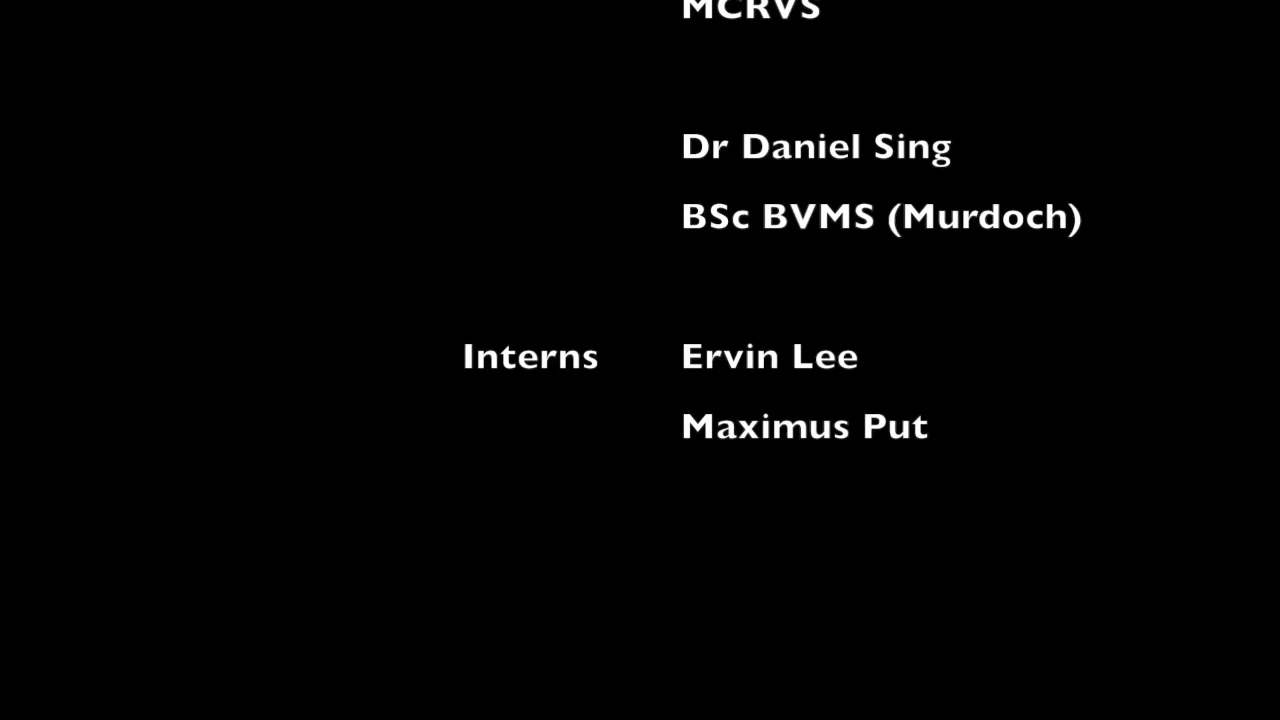 MCRVS
Dr Daniel Sing
BSc BVMS (Murdoch)
Interns Ervin Lee
Maximus Put